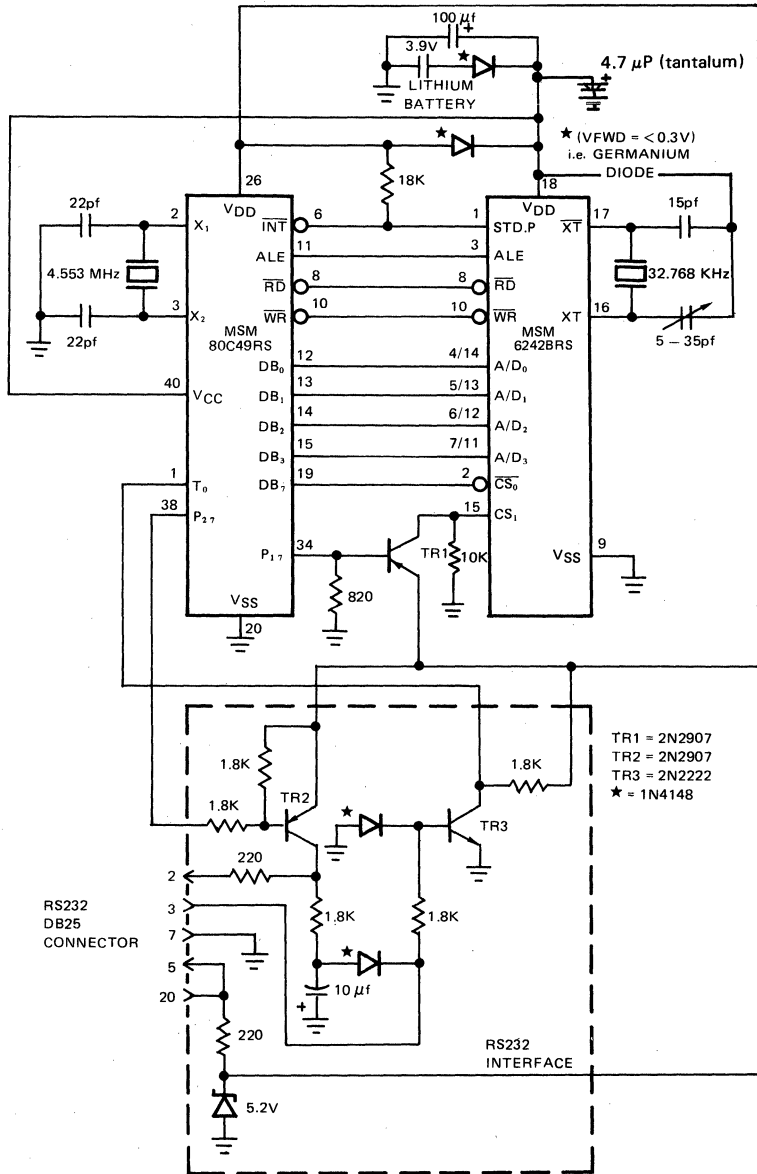 100 μf
+
3.9V
★
LITHIUM
BATTERY
+
4.7 μP (tantalum)
★
★ (VFWD = <0.3V)
i.e. GERMANIUM
DIODE
18K
26
18
22pf
2
X₁
VDD
INT
6
1
STD.P
VDD
XT
17
15pf
ALE
11
3
ALE
4.553 MHz
RD
8
8
RD
32.768 KHz
3
X₂
WR
10
10
WR
XT
16
22pf
MSM
80C49RS
MSM
6242BRS
5 – 35pf
DB₀
12
4/14
A/D₀
40
VCC
DB₁
13
5/13
A/D₁
DB₂
14
6/12
A/D₂
DB₃
15
7/11
A/D₃
1
T₀
DB₇
19
2
CS₀
38
P₂₇
15
CS₁
P₁₇
34
TR1
10K
VSS
9
820
VSS
20
TR1 = 2N2907
TR2 = 2N2907
TR3 = 2N2222
★ = 1N4148
1.8K
1.8K
1.8K
TR2
★
TR3
2
220
RS232
DB25
CONNECTOR
3
1.8K
1.8K
7
★
5
10 μf
+
20
220
RS232
INTERFACE
5.2V